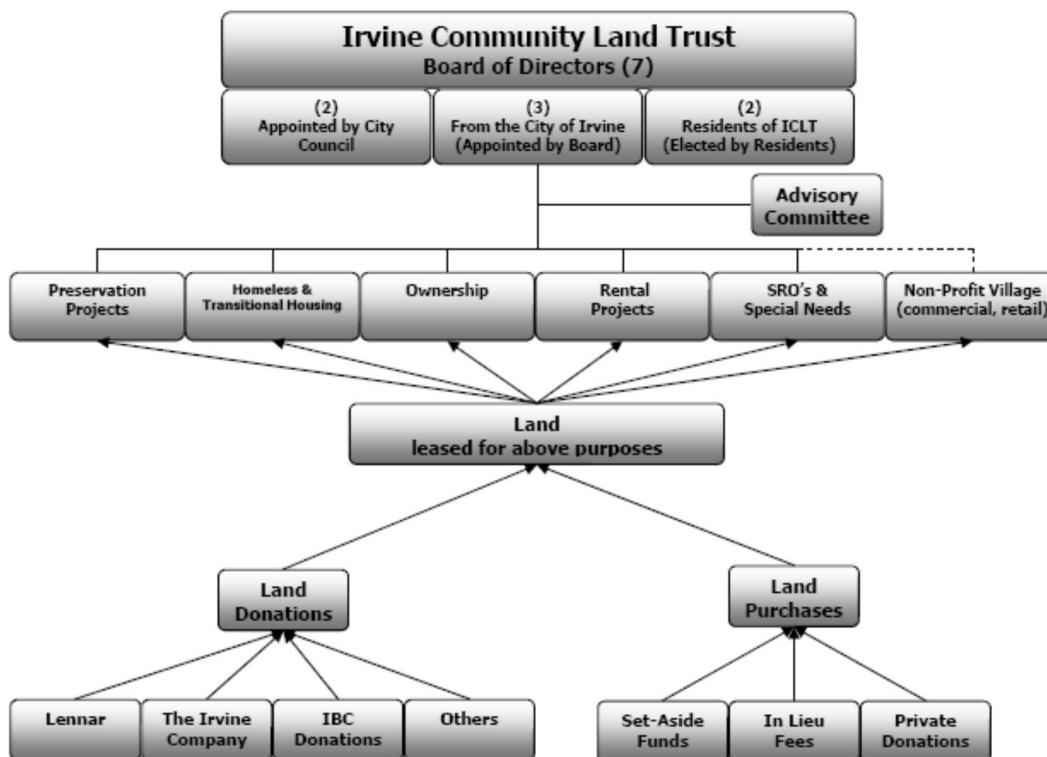 Irvine Community Land Trust
Board of Directors (7)
(2)
Appointed by City
Council
(3)
From the City of Irvine
(Appointed by Board)
(2)
Residents of ICLT
(Elected by Residents)
Advisory
Committee
Preservation
Projects
Homeless &
Transitional Housing
Ownership
Rental
Projects
SRO's &
Special Needs
Non-Profit Village
(commercial, retail)
Land
leased for above purposes
Land
Donations
Land
Purchases
Lennar
The Irvine
Company
IBC
Donations
Others
Set-Aside
Funds
In Lieu
Fees
Private
Donations